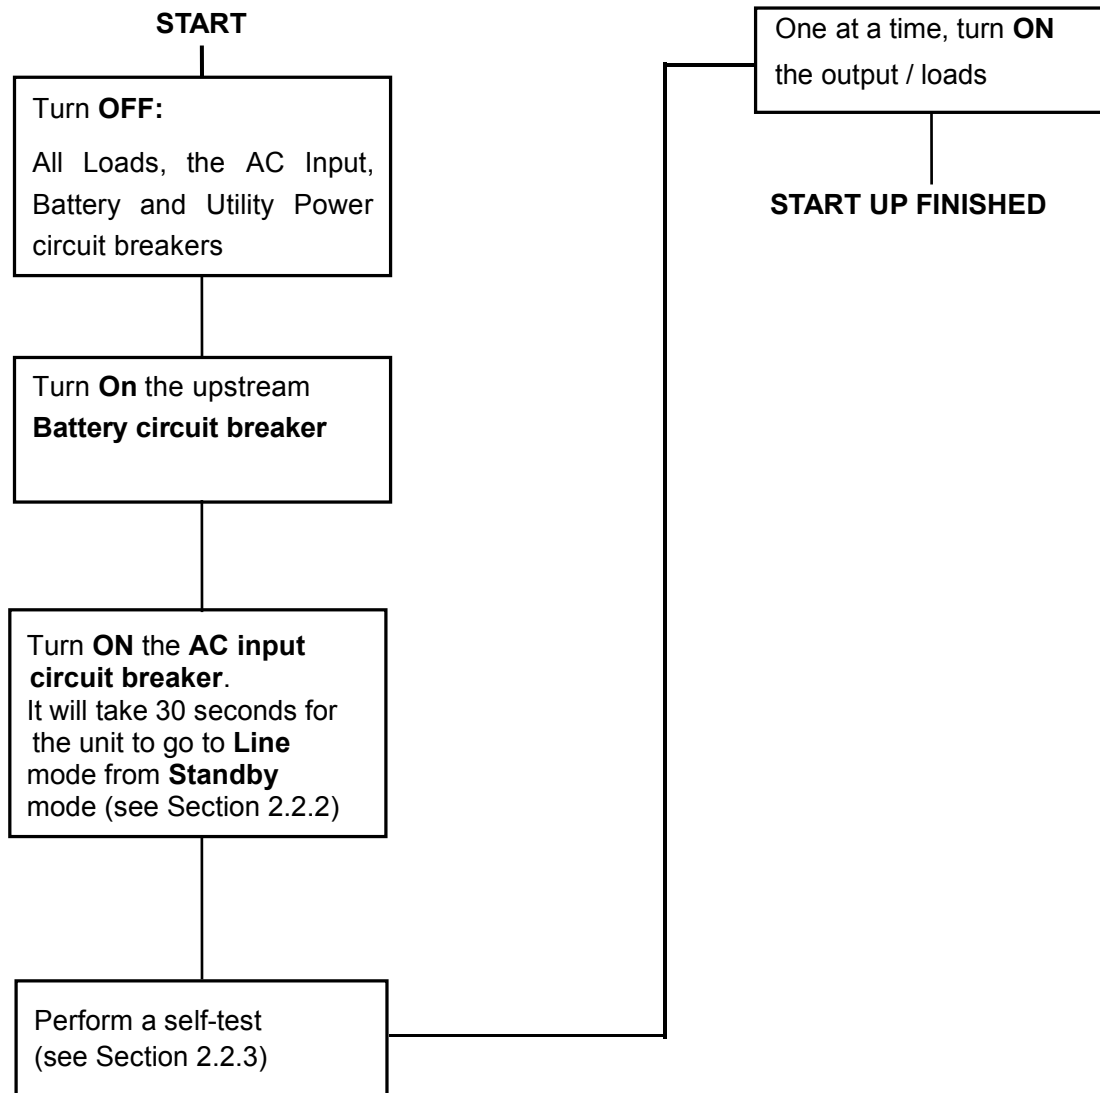 START
Turn OFF:
All Loads, the AC Input,
Battery and Utility Power
circuit breakers
Turn On the upstream
Battery circuit breaker
Turn ON the AC input
circuit breaker.
It will take 30 seconds for
the unit to go to Line
mode from Standby
mode (see Section 2.2.2)
Perform a self-test
(see Section 2.2.3)
One at a time, turn ON
the output / loads
START UP FINISHED